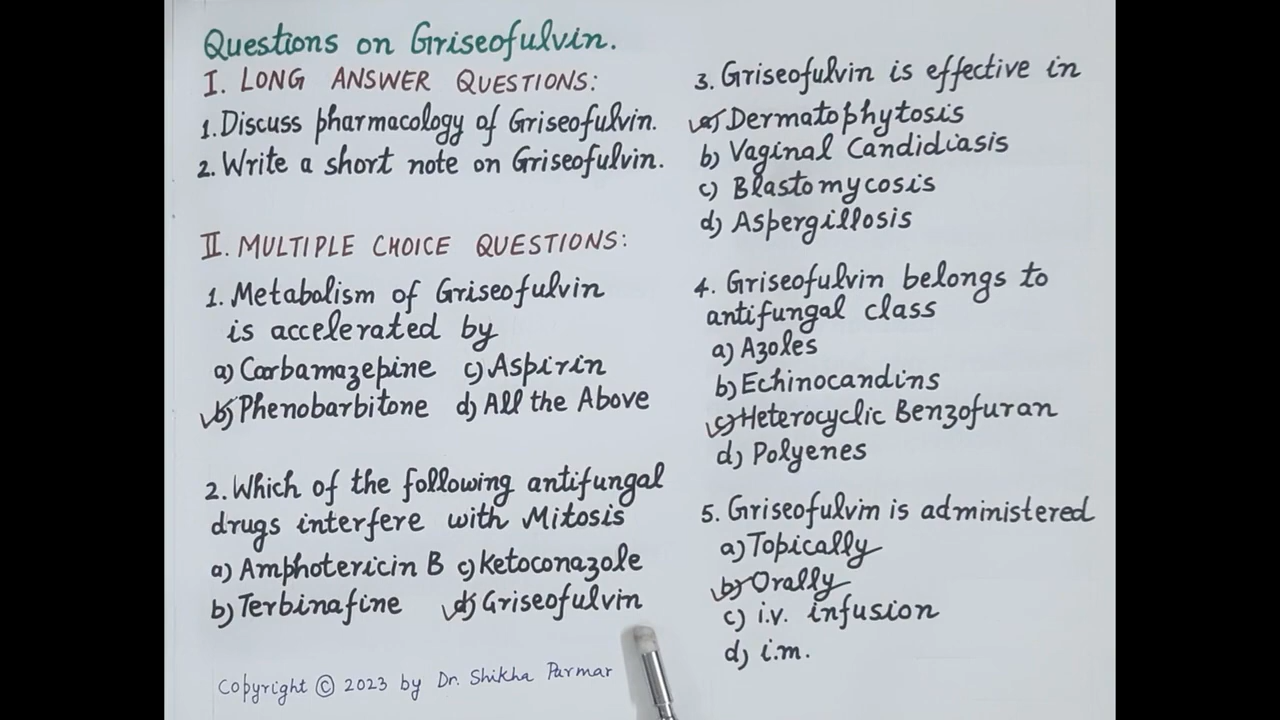 Questions on Griseofulvin.
I. LONG ANSWER QUESTIONS:
1. Discuss pharmacology of Griseofulvin.
2. Write a short note on Griseofulvin.
II. MULTIPLE CHOICE QUESTIONS:
1. Metabolism of Griseofulvin
is accelerated by
a) Carbamazepine c) Aspirin
b) Phenobarbitone d) All the Above
2. Which of the following antifungal
drugs interfere with Mitosis
a) Amphotericin B c) Ketoconazole
b) Terbinafine d) Griseofulvin
Copyright © 2023 by Dr. Shikha Parmar
3. Griseofulvin is effective in
a) Dermatophytosis
b) Vaginal Candidiasis
c) Blastomycosis
d) Aspergillosis
4. Griseofulvin belongs to
antifungal class
a) Azoles
b) Echinocandins
c) Heterocyclic Benzofuran
d) Polyenes
5. Griseofulvin is administered
a) Topically
b) Orally
c) i.v. infusion
d) i.m.